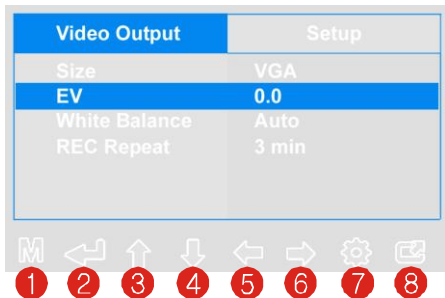 Video Output Setup
Size VGA
EV 0.0
White Balance Auto
REC Repeat 3 min
M
1 2 3 4 5 6 7 8